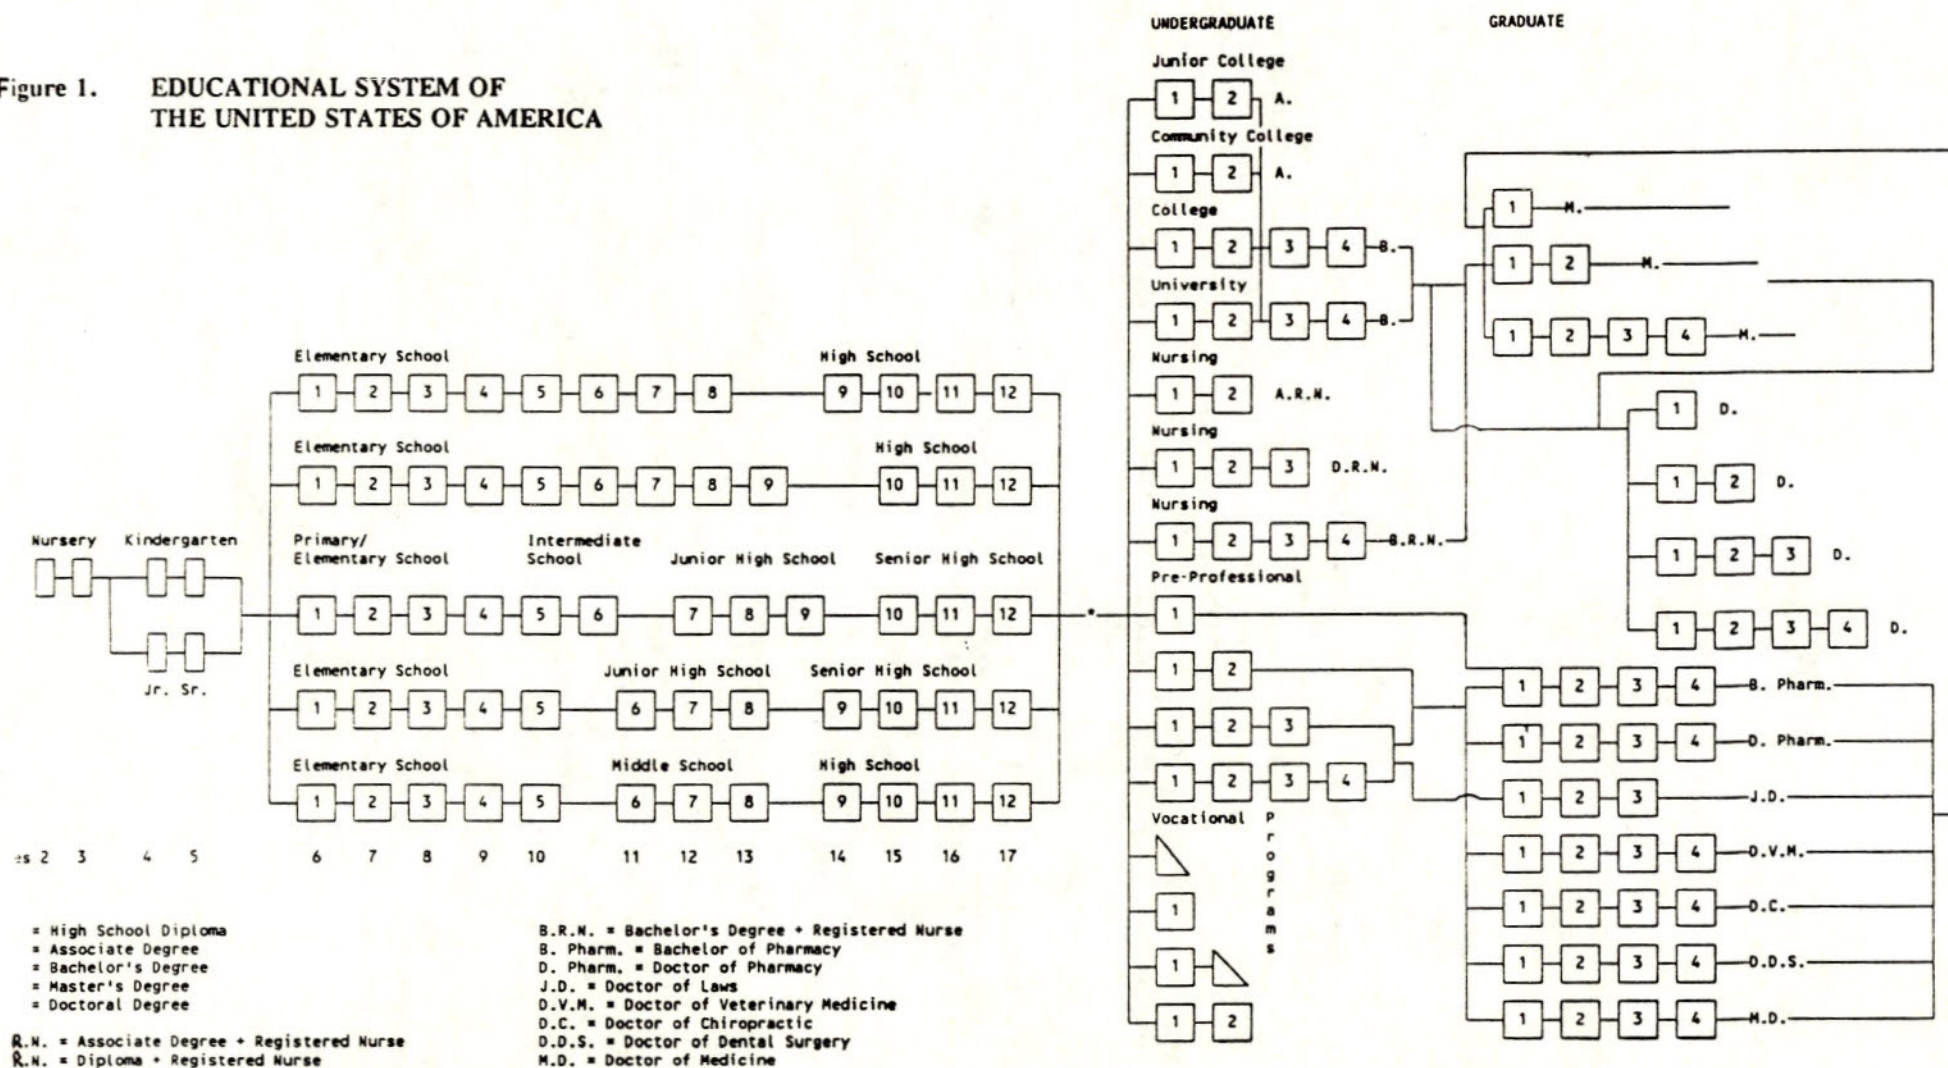 Figure 1. EDUCATIONAL SYSTEM OF
THE UNITED STATES OF AMERICA
UNDERGRADUATE
GRADUATE
Junior College
1 2 A.
Community College
1 2 A.
College
1 2 3 4 B.
University
1 2 3 4 B.
Nursing
1 2 A.R.N.
Nursing
1 2 3 D.R.N.
Nursing
1 2 3 4 B.R.N.
Pre-Professional
1
1 2
1 2 3
1 2 3 4
Vocational
Programs
1
1
1 2
1 M.
1 2 M.
1 2 3 4 M.
1 D.
1 2 D.
1 2 3 D.
1 2 3 4 D.
1 2 3 4 B. Pharm.
1 2 3 4 D. Pharm.
1 2 3 J.D.
1 2 3 4 D.V.M.
1 2 3 4 D.C.
1 2 3 4 D.D.S.
1 2 3 4 M.D.
Elementary School High School
1 2 3 4 5 6 7 8 9 10 11 12
Elementary School High School
1 2 3 4 5 6 7 8 9 10 11 12
Nursery Kindergarten
Jr. Sr.
Primary/ Intermediate
Elementary School School Junior High School Senior High School
1 2 3 4 5 6 7 8 9 10 11 12 *
Elementary School Junior High School Senior High School
1 2 3 4 5 6 7 8 9 10 11 12
Elementary School Middle School High School
1 2 3 4 5 6 7 8 9 10 11 12
es 2 3 4 5 6 7 8 9 10 11 12 13 14 15 16 17
= High School Diploma
= Associate Degree
= Bachelor's Degree
= Master's Degree
= Doctoral Degree
R.N. = Associate Degree + Registered Nurse
R.N. = Diploma + Registered Nurse
B.R.N. = Bachelor's Degree + Registered Nurse
B. Pharm. = Bachelor of Pharmacy
D. Pharm. = Doctor of Pharmacy
J.D. = Doctor of Laws
D.V.M. = Doctor of Veterinary Medicine
D.C. = Doctor of Chiropractic
D.D.S. = Doctor of Dental Surgery
M.D. = Doctor of Medicine